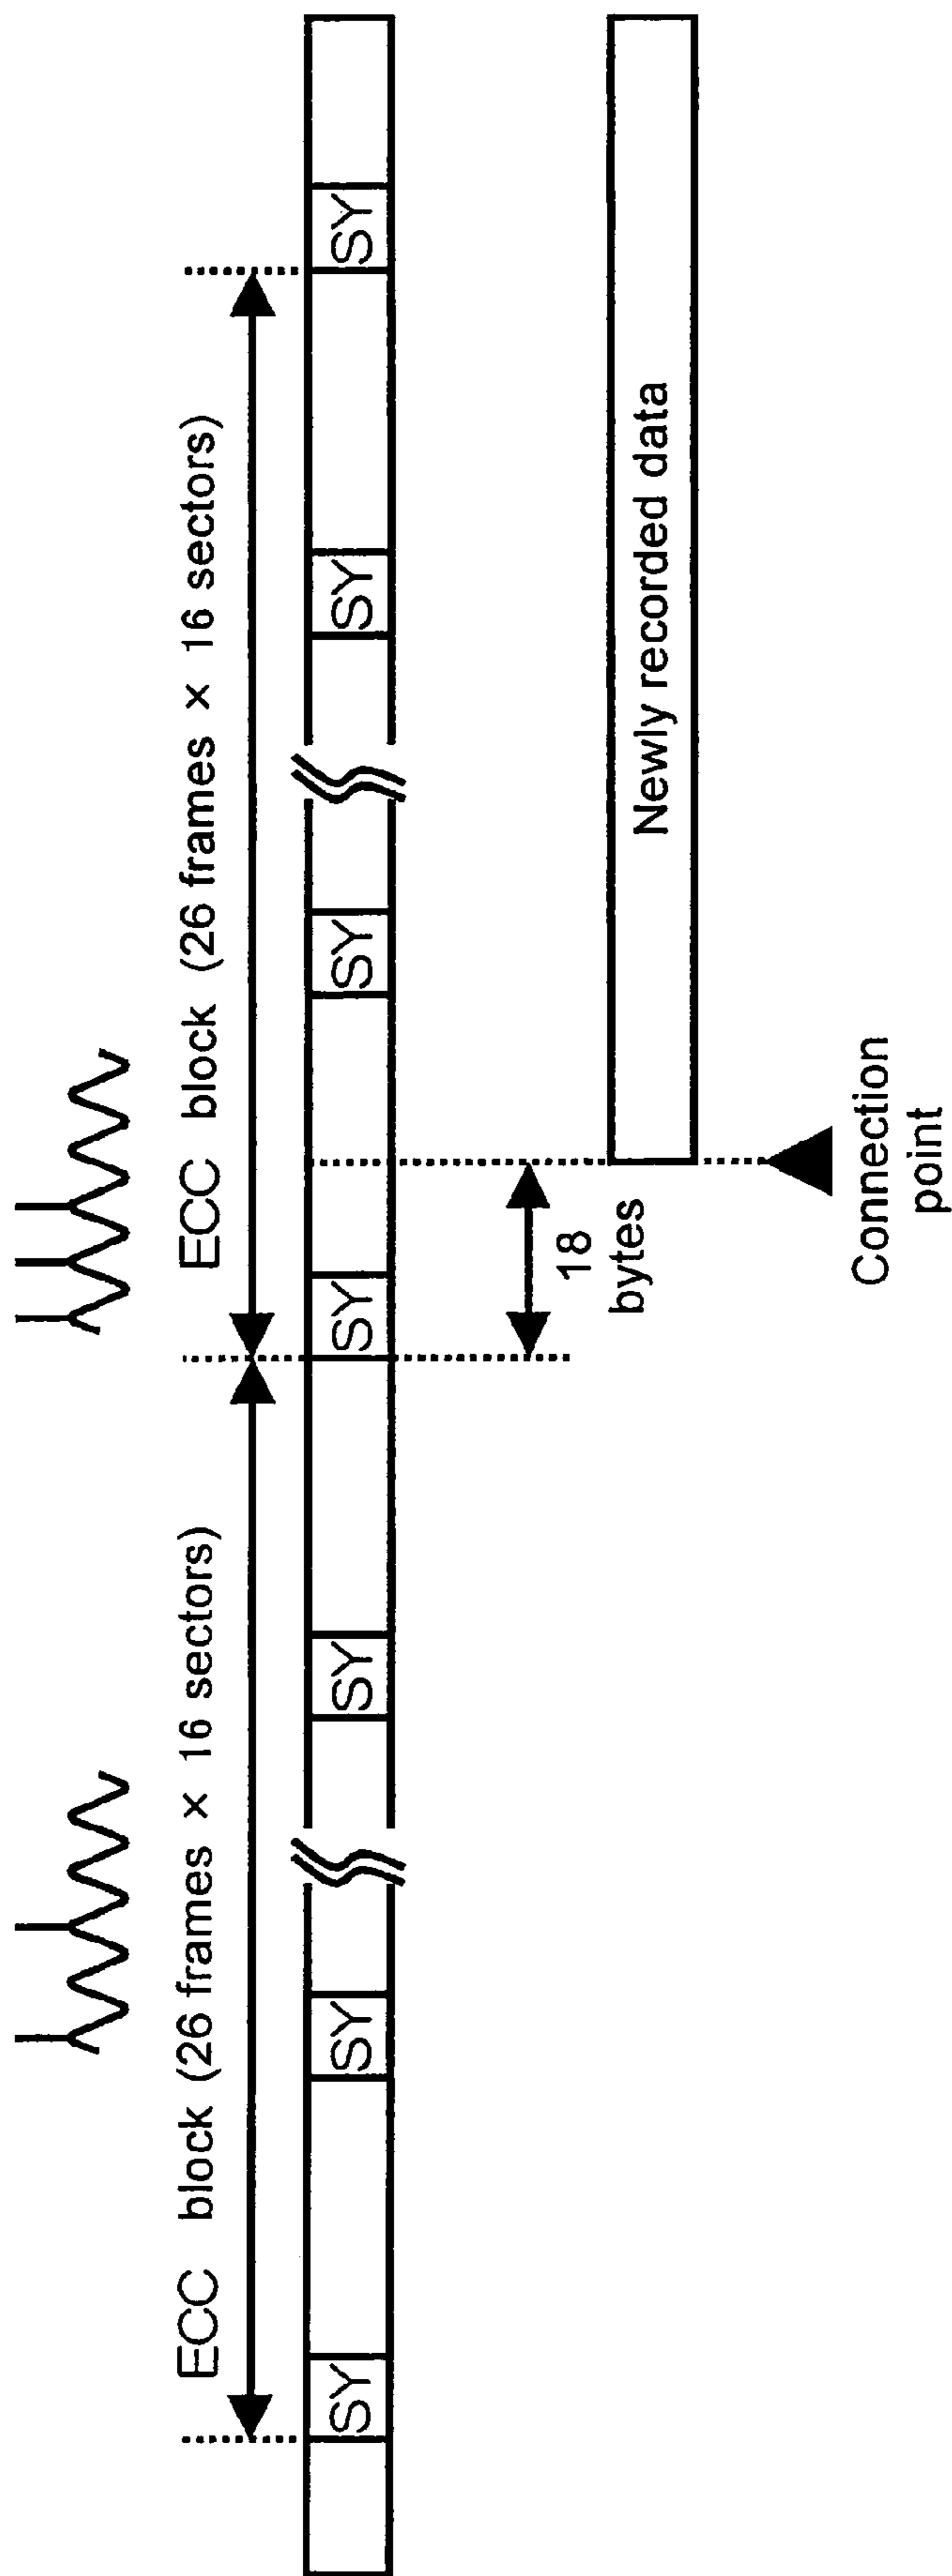 ECC block (26 frames × 16 sectors)
ECC block (26 frames × 16 sectors)
SY
SY
SY
SY
SY
SY
SY
18
bytes
Newly recorded data
Connection
point